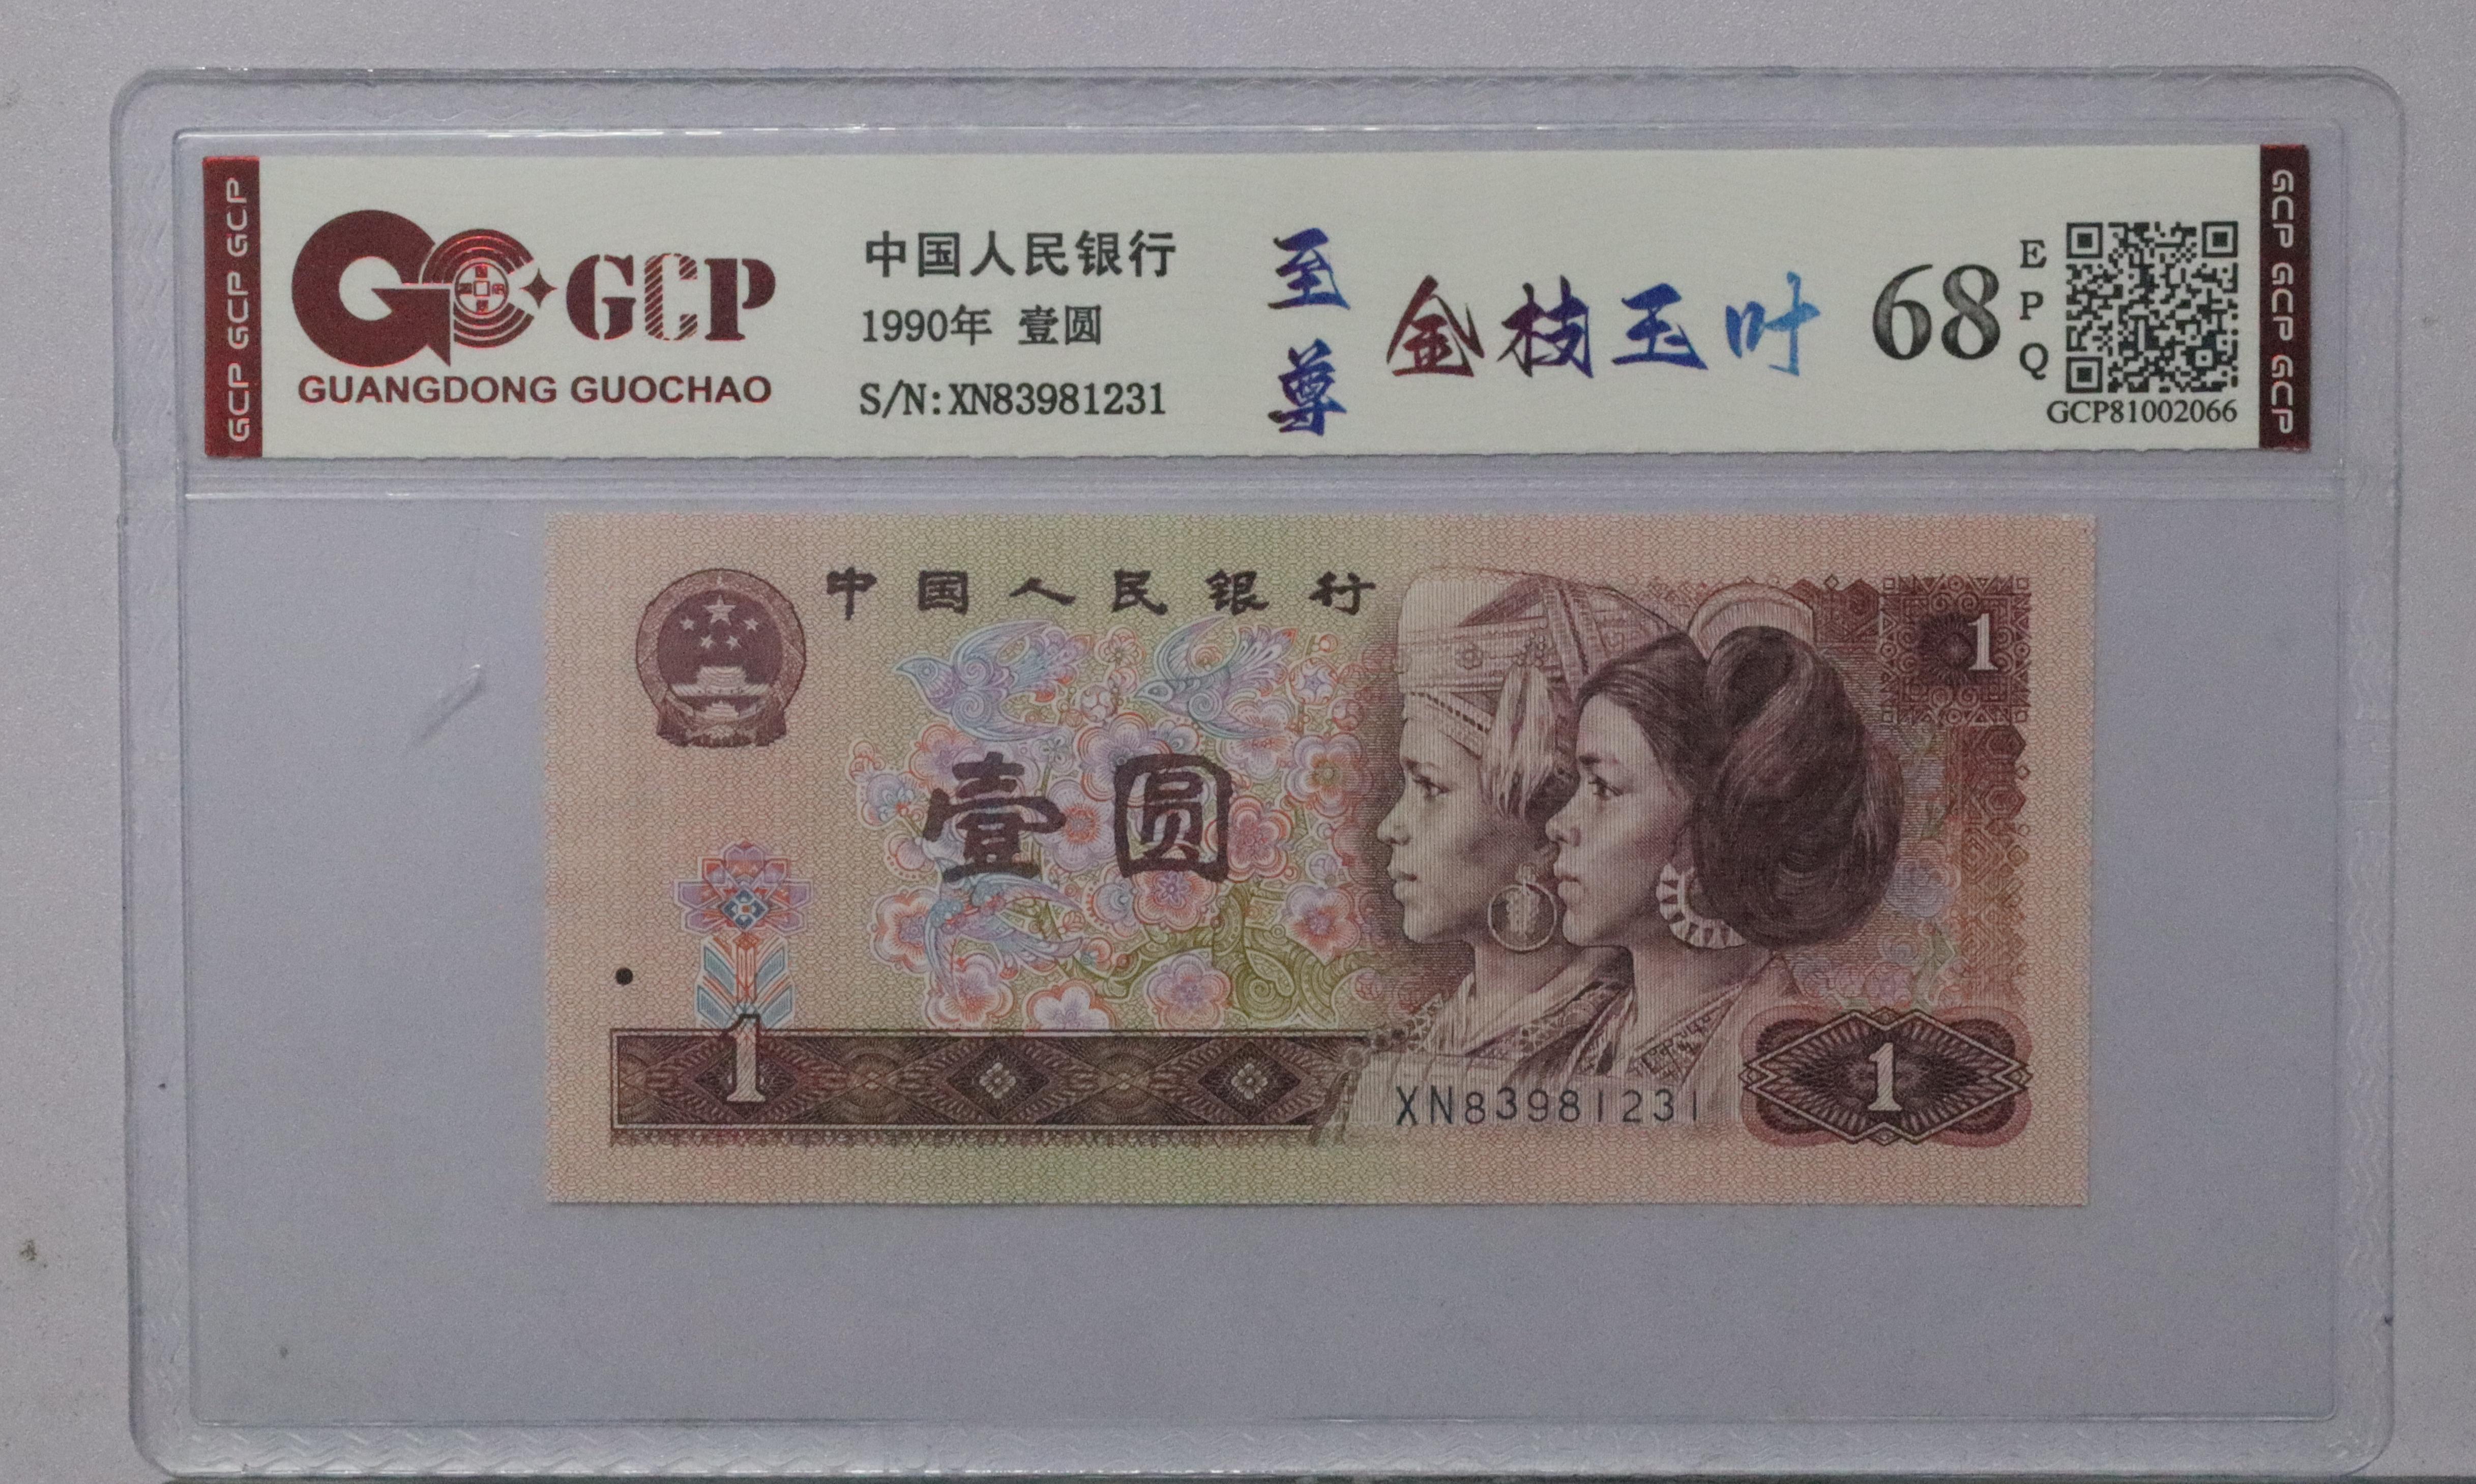 GCP GCP GCP
GCP
GUANGDONG GUOCHAO
中国人民银行
1990年 壹圆
S/N:XN83981231
至尊
金枝玉叶
68
EPQ
GCP81002066
GCP GCP GCP
中国人民银行
1
壹圆
1
1
XN83981231